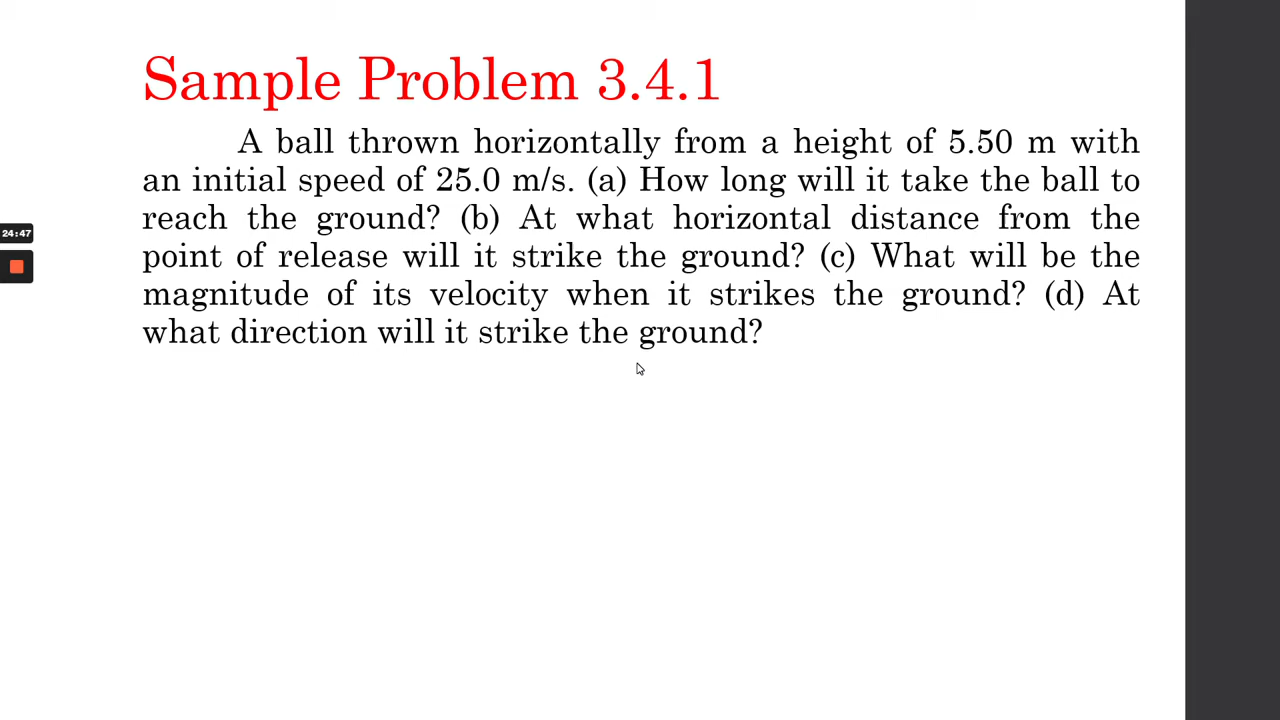 Sample Problem 3.4.1
A ball thrown horizontally from a height of 5.50 m with
an initial speed of 25.0 m/s. (a) How long will it take the ball to
reach the ground? (b) At what horizontal distance from the
point of release will it strike the ground? (c) What will be the
magnitude of its velocity when it strikes the ground? (d) At
what direction will it strike the ground?
24:47